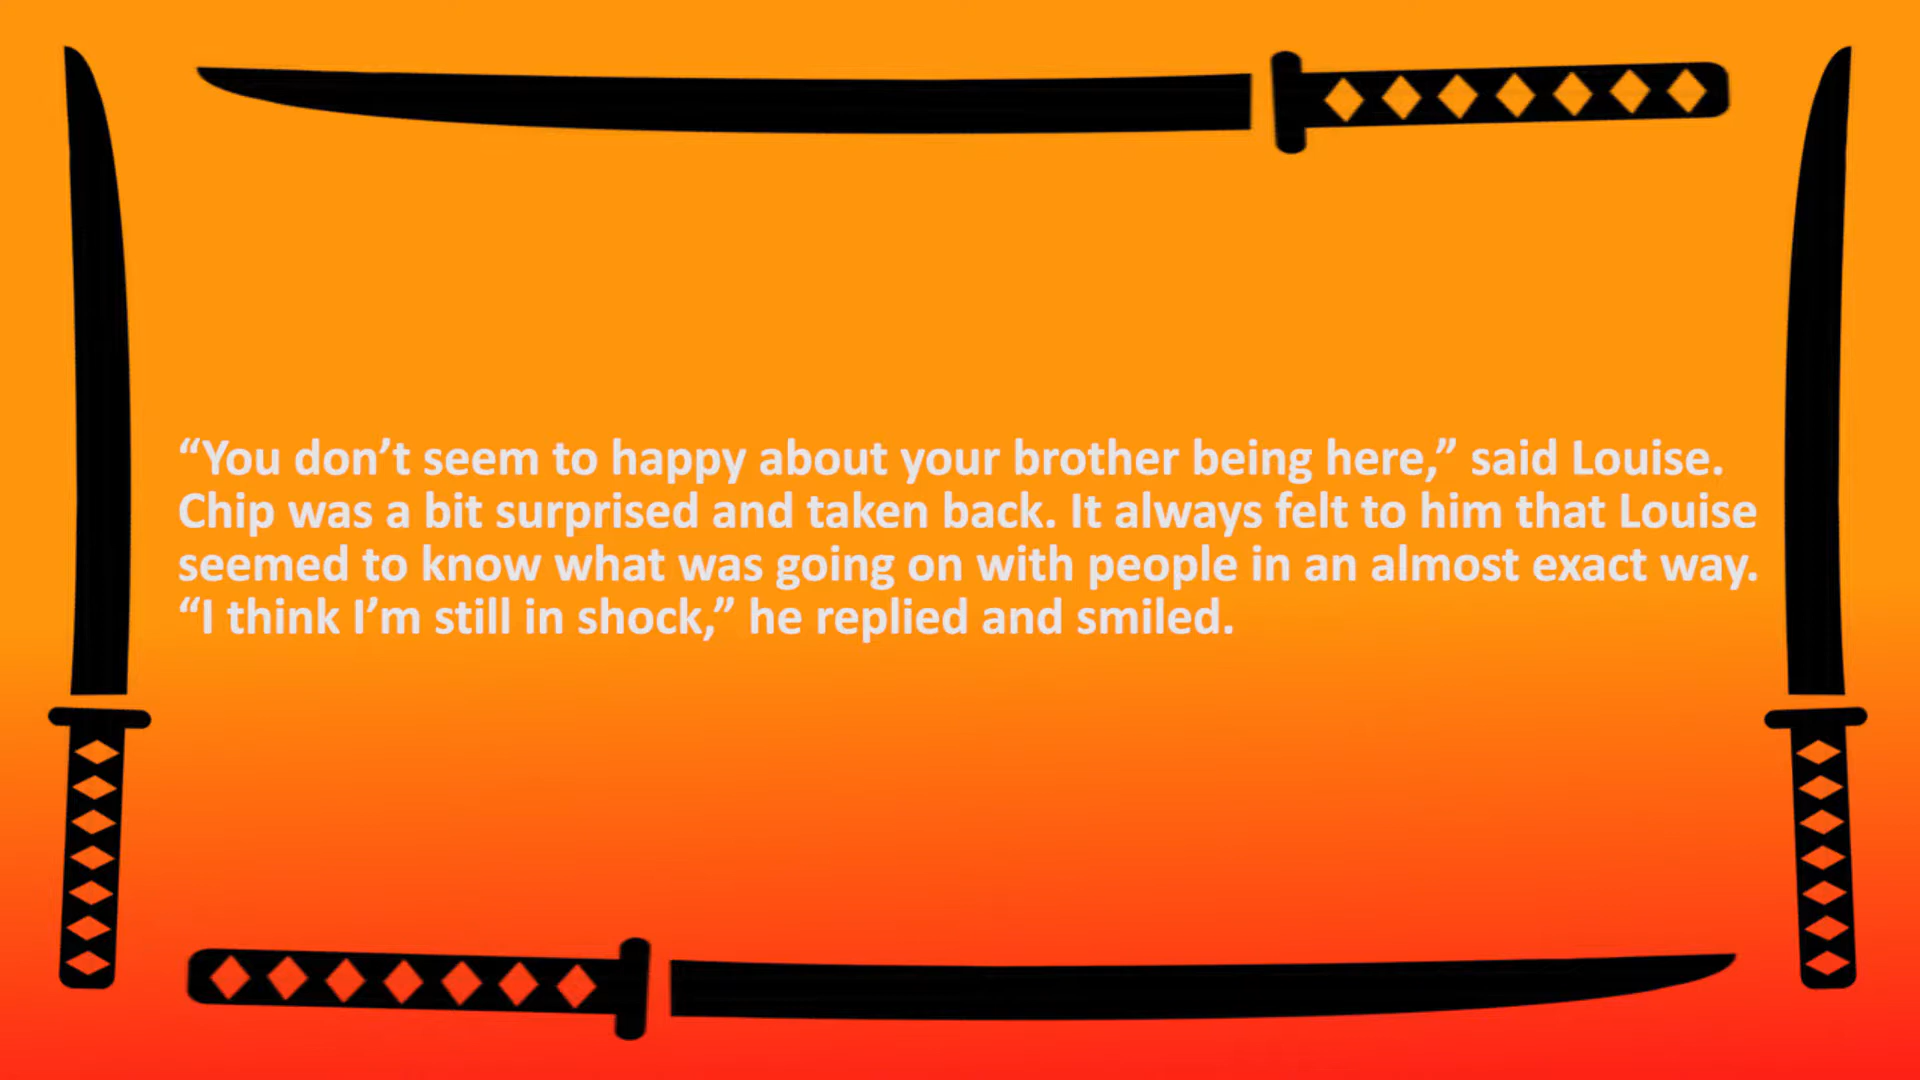 “You don’t seem to happy about your brother being here,” said Louise.
Chip was a bit surprised and taken back. It always felt to him that Louise
seemed to know what was going on with people in an almost exact way.
“I think I’m still in shock,” he replied and smiled.